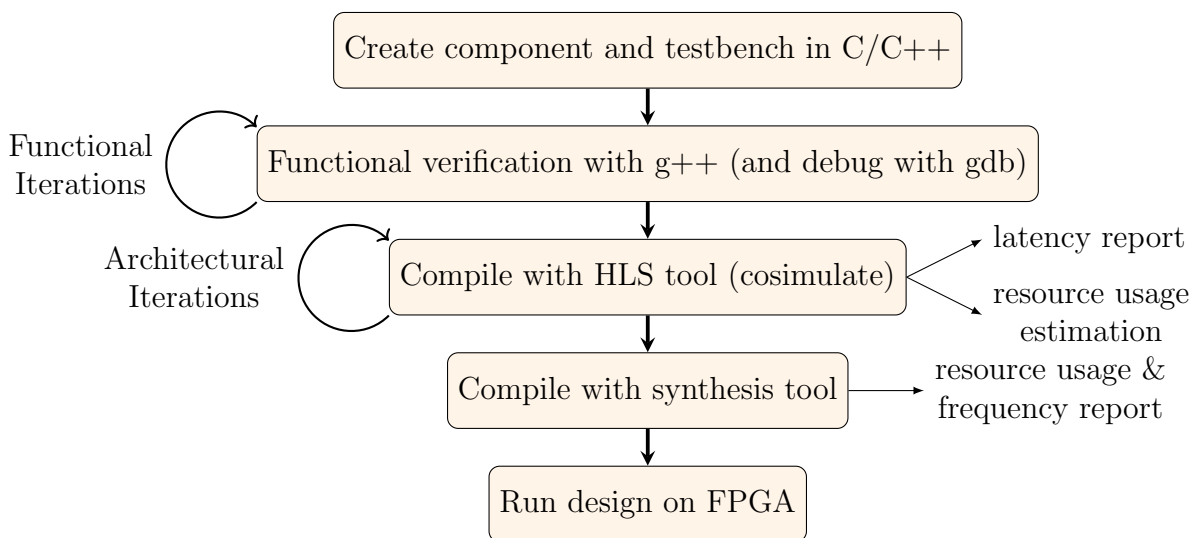 Create component and testbench in C/C++
Functional
Iterations
Functional verification with g++ (and debug with gdb)
Architectural
Iterations
Compile with HLS tool (cosimulate)
latency report
resource usage
estimation
Compile with synthesis tool
resource usage &
frequency report
Run design on FPGA